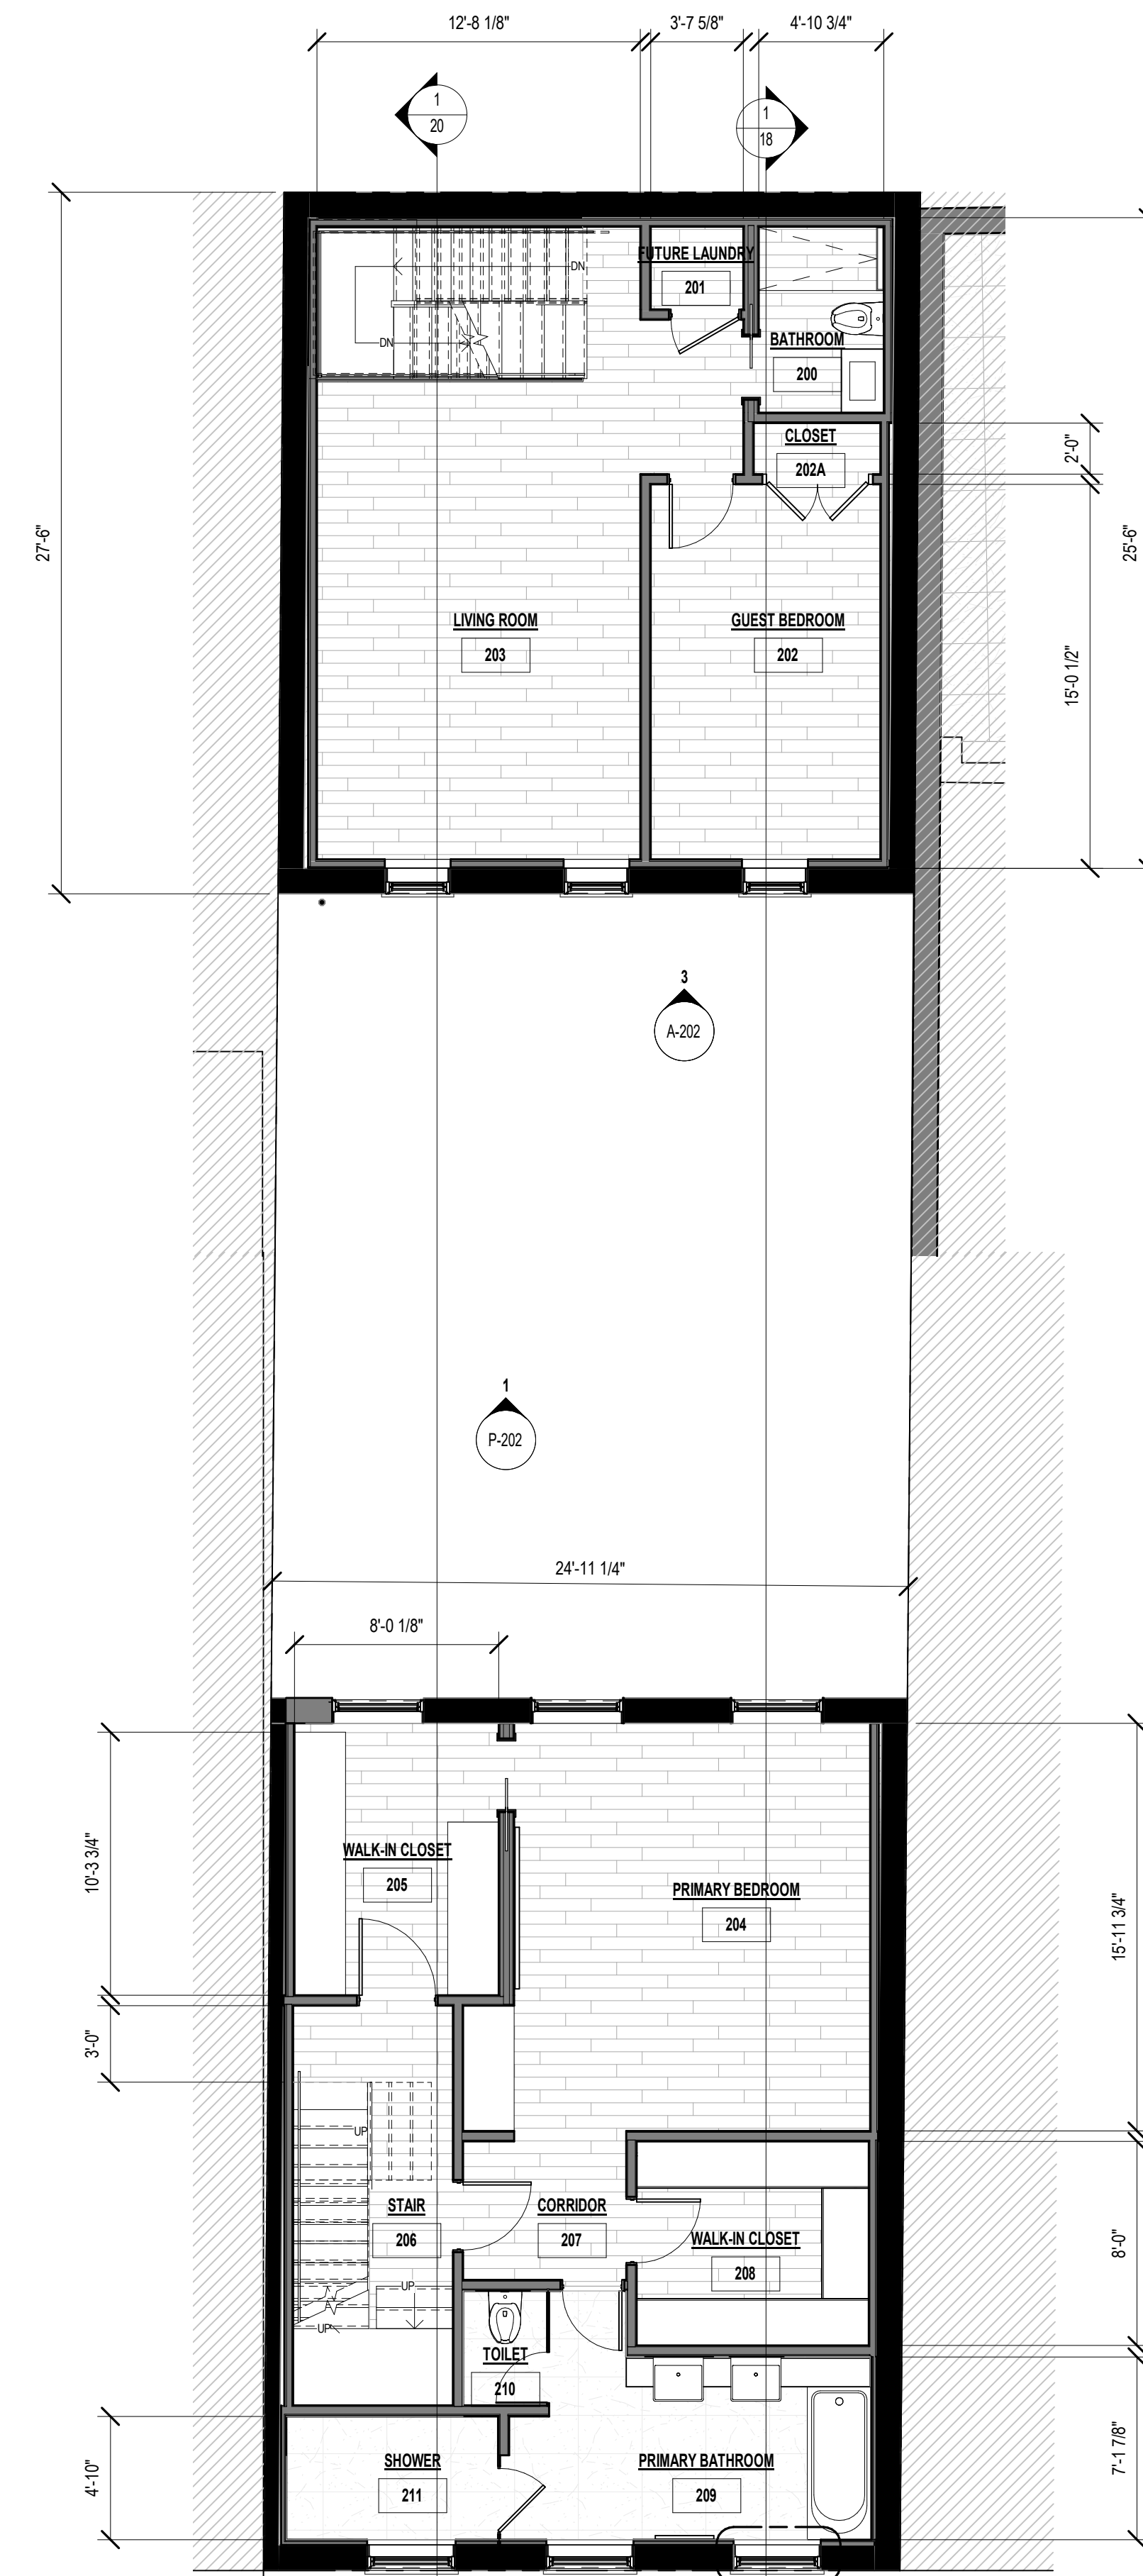 12'-8 1/8"
3'-7 5/8"
4'-10 3/4"
1
20
1
18
FUTURE LAUNDRY
201
DN
DN
BATHROOM
200
CLOSET
202A
2'-0"
27'-6"
25'-6"
LIVING ROOM
203
GUEST BEDROOM
202
15'-0 1/2"
3
A-202
1
P-202
24'-11 1/4"
8'-0 1/8"
WALK-IN CLOSET
205
10'-3 3/4"
PRIMARY BEDROOM
204
15'-11 3/4"
3'-0"
UP
STAIR
206
CORRIDOR
207
WALK-IN CLOSET
208
8'-0"
UP
UP
TOILET
210
SHOWER
211
PRIMARY BATHROOM
209
4'-10"
7'-1 7/8"